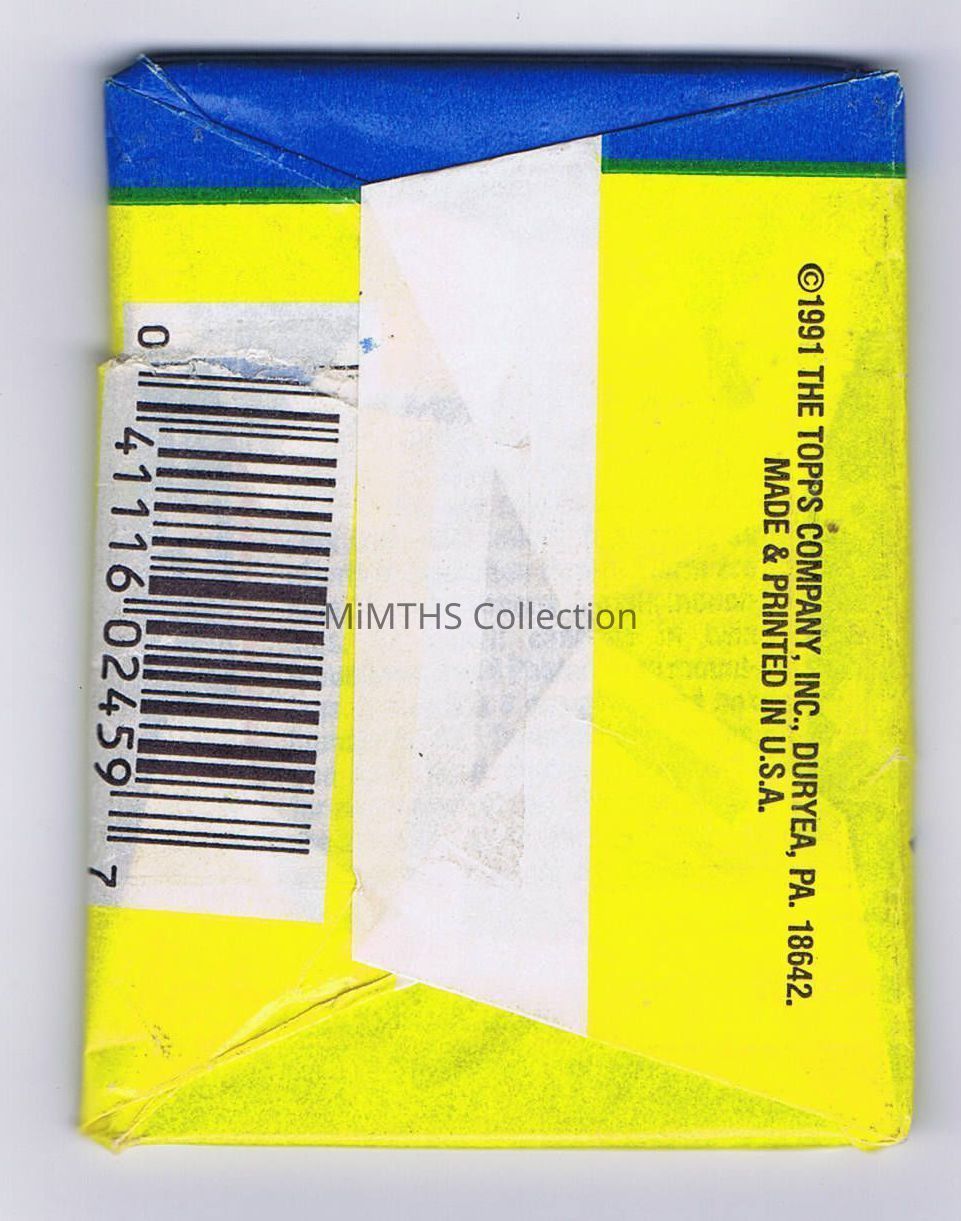 ©1991 THE TOPPS COMPANY, INC., DURYEA, PA. 18642.
MADE & PRINTED IN U.S.A.
0 41116 02459 7
MiMTHS Collection